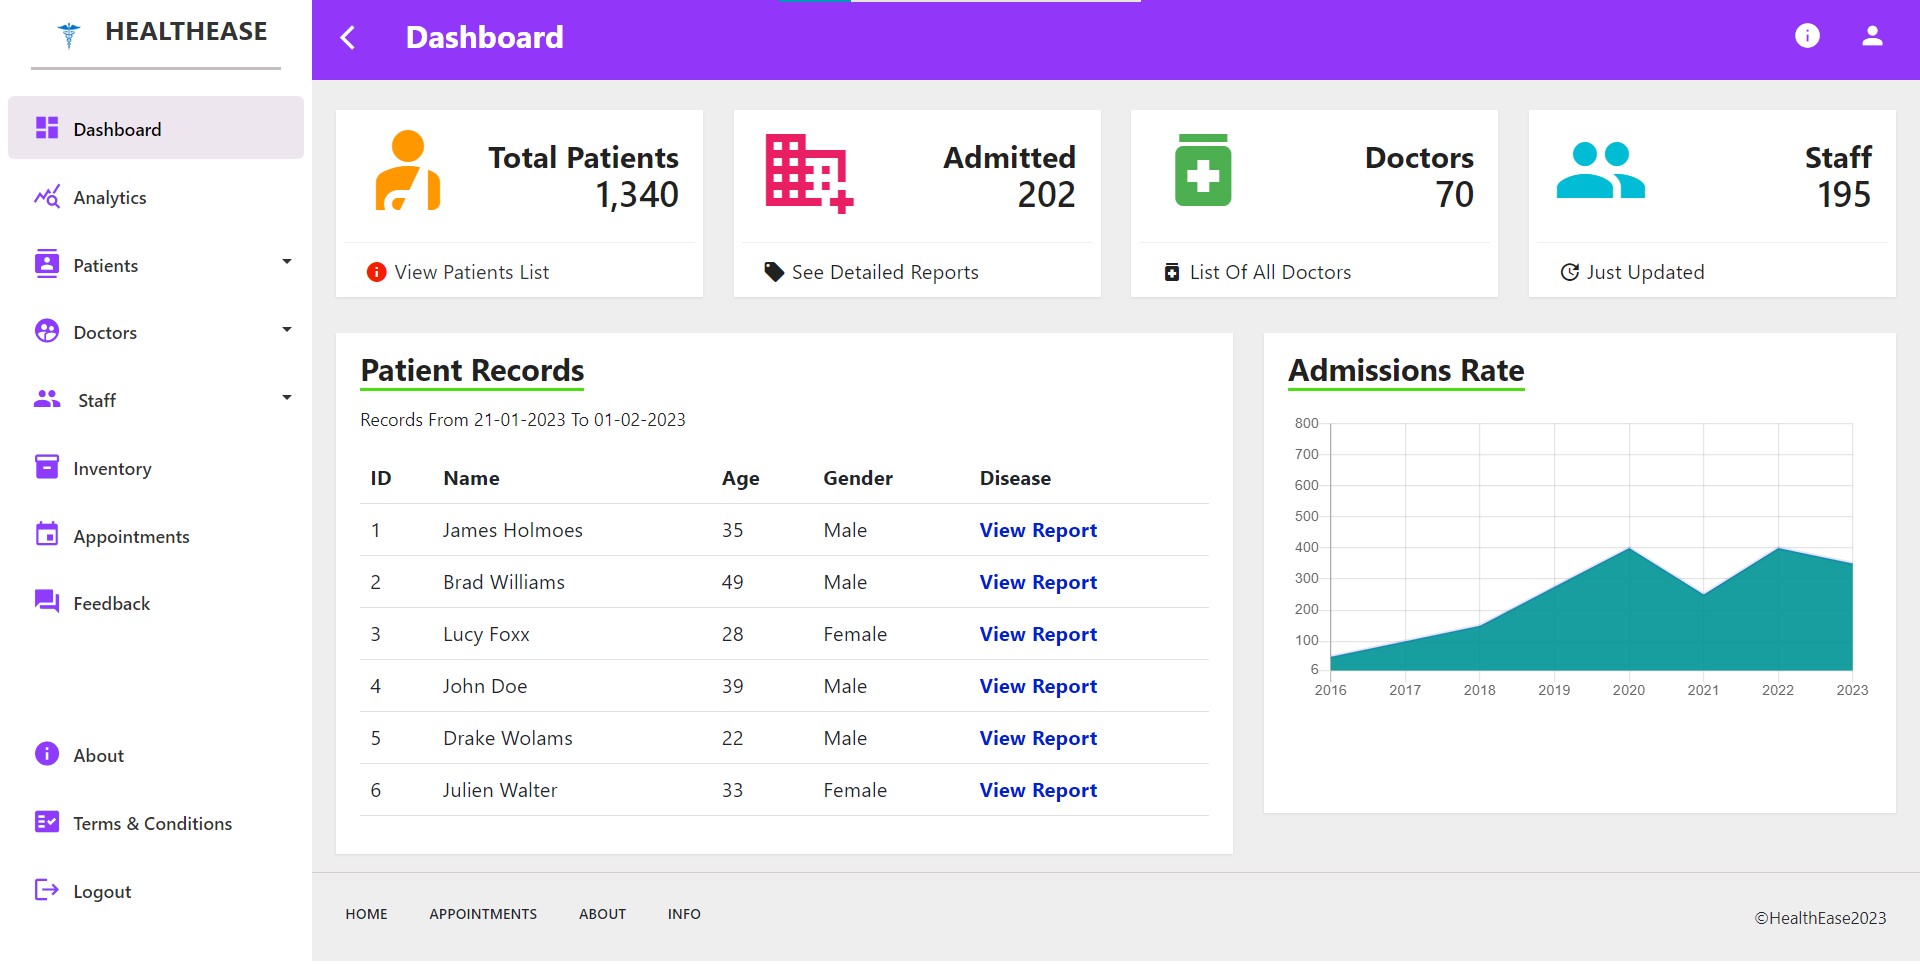 HEALTHEASE
Dashboard
Analytics
Patients
Doctors
Staff
Inventory
Appointments
Feedback
About
Terms & Conditions
Logout
Dashboard
Total Patients
1,340
View Patients List
Admitted
202
See Detailed Reports
Doctors
70
List Of All Doctors
Staff
195
Just Updated
Patient Records
Records From 21-01-2023 To 01-02-2023
ID Name Age Gender Disease
1 James Holmoes 35 Male View Report
2 Brad Williams 49 Male View Report
3 Lucy Foxx 28 Female View Report
4 John Doe 39 Male View Report
5 Drake Wolams 22 Male View Report
6 Julien Walter 33 Female View Report
Admissions Rate
800
700
600
500
400
300
200
100
6
2016 2017 2018 2019 2020 2021 2022 2023
HOME APPOINTMENTS ABOUT INFO
©HealthEase2023